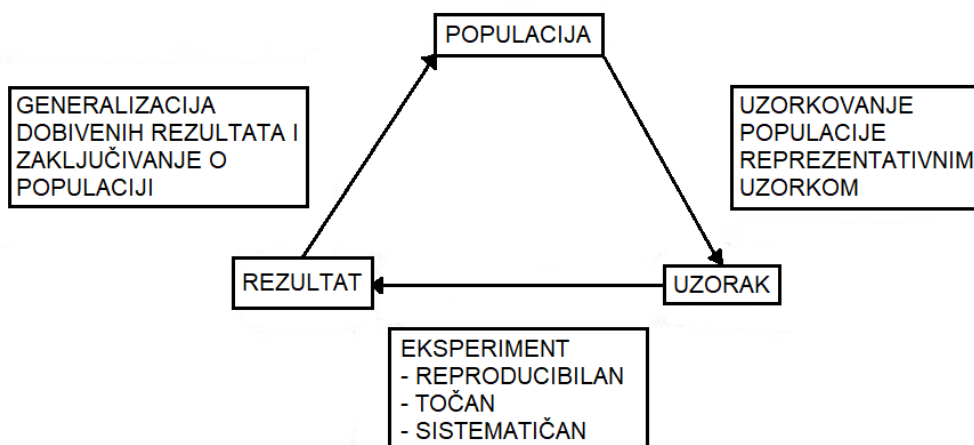 POPULACIJA
GENERALIZACIJA
DOBIVENIH REZULTATA I
ZAKLJUČIVANJE O
POPULACIJI
UZORKOVANJE
POPULACIJE
REPREZENTATIVNIM
UZORKOM
REZULTAT
UZORAK
EKSPERIMENT
- REPRODUCIBILAN
- TOČAN
- SISTEMATIČAN